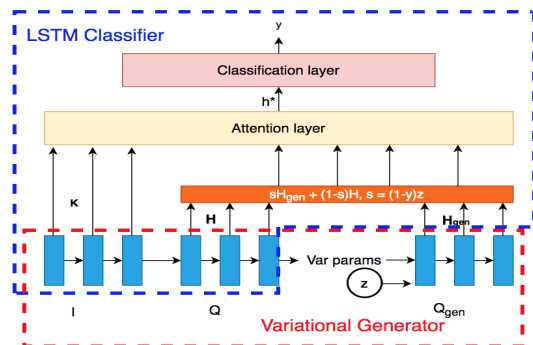 LSTM Classifier
y
Classification layer
h*
Attention layer
K
sHgen + (1-s)H, s = (1-y)z
H
Hgen
Var params
z
I
Q
Qgen
Variational Generator